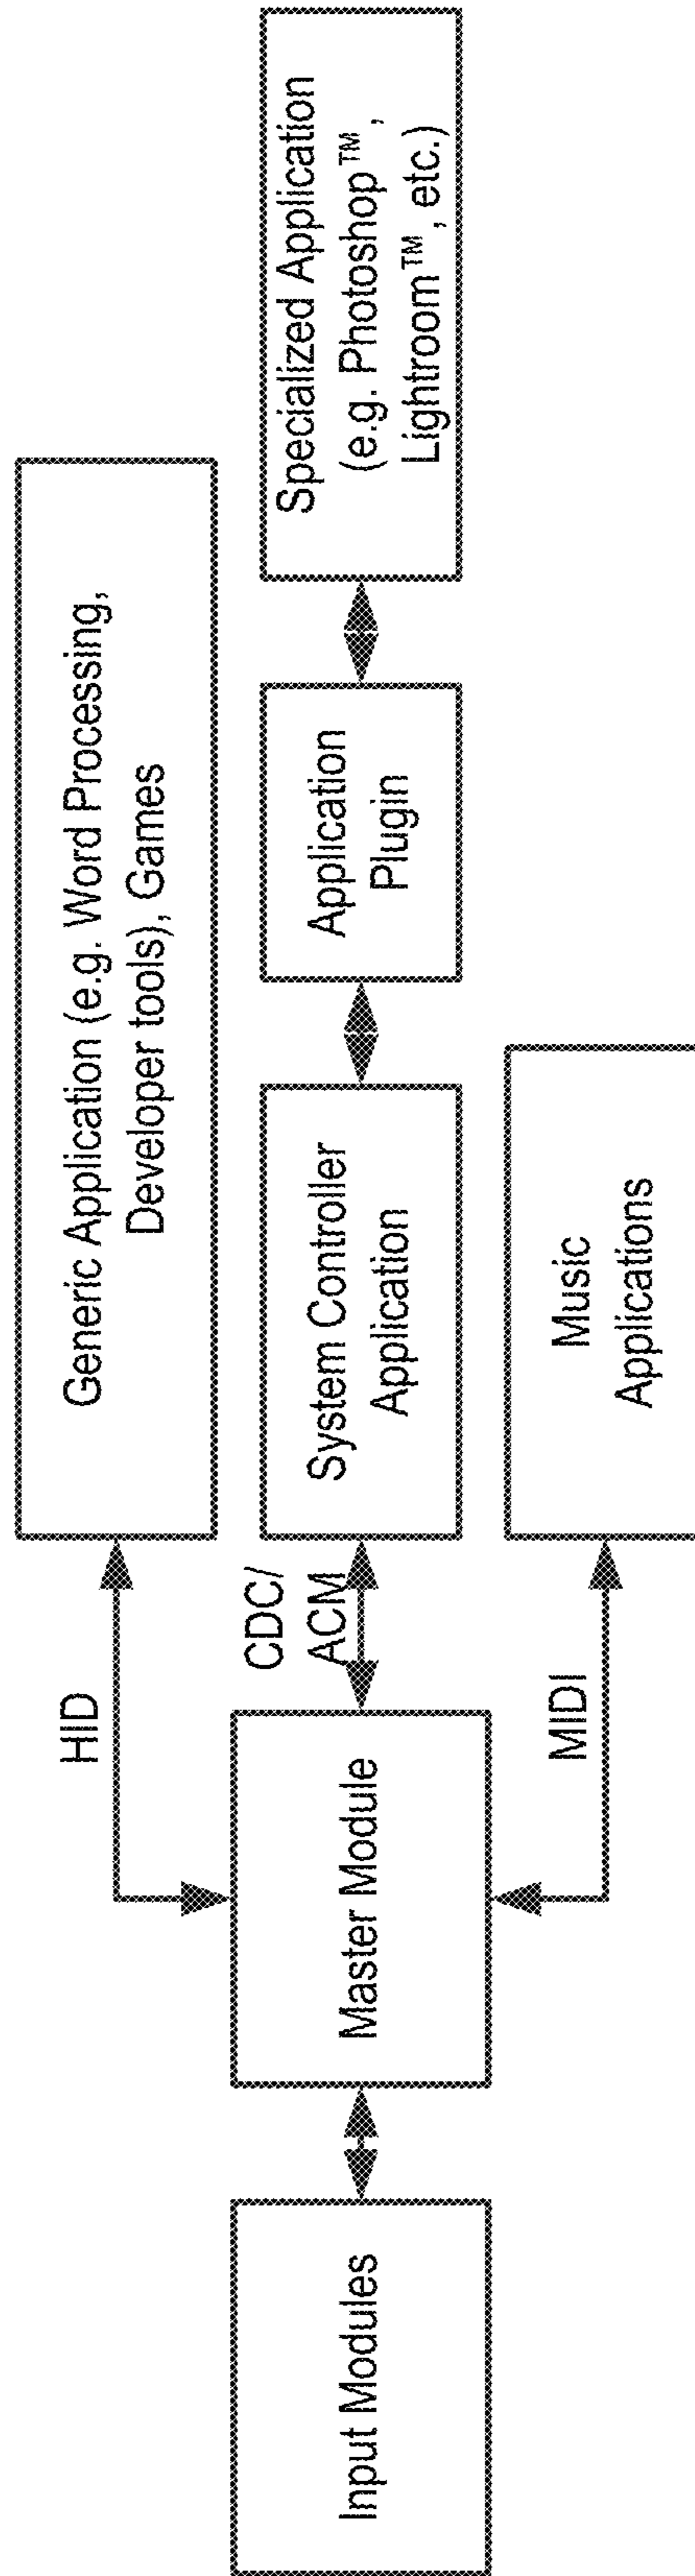 Input Modules
Master Module
HID
CDC/
ACM
MIDI
Generic Application (e.g. Word Processing,
Developer tools), Games
System Controller
Application
Music
Applications
Application
Plugin
Specialized Application
(e.g. Photoshop™,
Lightroom™, etc.)